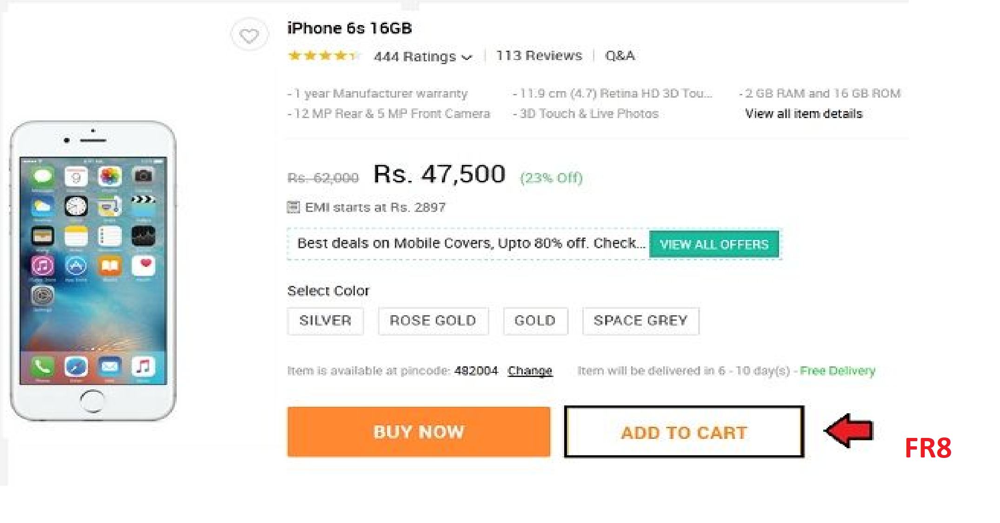 iPhone 6s 16GB
444 Ratings | 113 Reviews | Q&A
- 1 year Manufacturer warranty - 11.9 cm (4.7) Retina HD 3D Tou... - 2 GB RAM and 16 GB ROM
- 12 MP Rear & 5 MP Front Camera - 3D Touch & Live Photos View all item details
Rs. 62,000 Rs. 47,500 (23% Off)
EMI starts at Rs. 2897
Best deals on Mobile Covers, Upto 80% off. Check... VIEW ALL OFFERS
Select Color
SILVER ROSE GOLD GOLD SPACE GREY
Item is available at pincode: 482004 Change Item will be delivered in 6 - 10 day(s) - Free Delivery
BUY NOW ADD TO CART
FR8
9